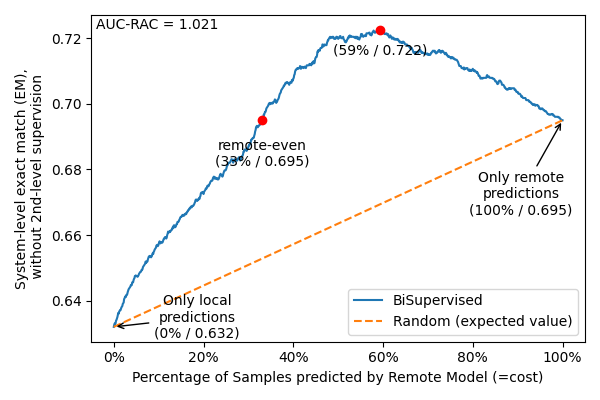 AUC-RAC = 1.021
System-level exact match (EM),
without 2nd-level supervision
0.72
0.70
0.68
0.66
0.64
(59% / 0.722)
remote-even
(33% / 0.695)
Only remote
predictions
(100% / 0.695)
Only local
predictions
(0% / 0.632)
BiSupervised
Random (expected value)
0%
20%
40%
60%
80%
100%
Percentage of Samples predicted by Remote Model (=cost)